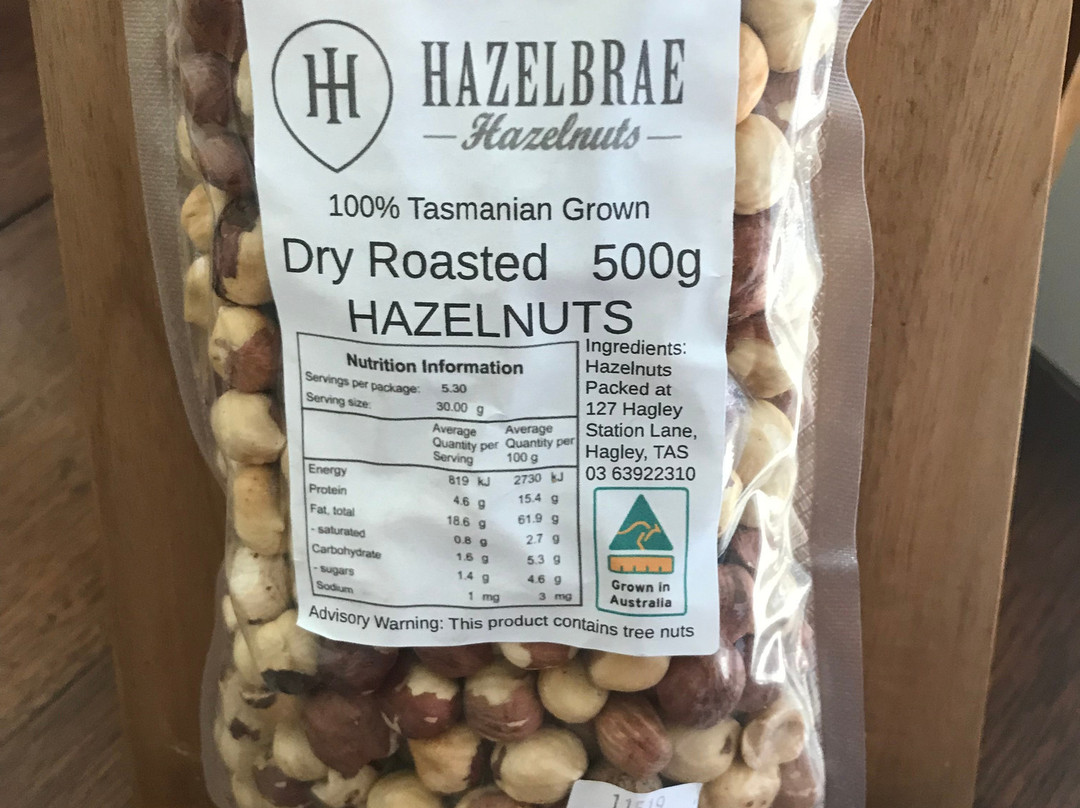 HAZELBRAE
Hazelnuts
100% Tasmanian Grown
Dry Roasted 500g
HAZELNUTS
Nutrition Information
Servings per package: 5.30
Serving size: 30.00 g
Average Quantity per Serving
Average Quantity per 100 g
Energy 819 kJ 2730 kJ
Protein 4.6 g 15.4 g
Fat, total 18.6 g 61.9 g
- saturated 0.8 g 2.7 g
Carbohydrate 1.6 g 5.3 g
- sugars 1.4 g 4.6 g
Sodium 1 mg 3 mg
Ingredients:
Hazelnuts
Packed at
127 Hagley
Station Lane,
Hagley, TAS
03 63922310
Grown in
Australia
Advisory Warning: This product contains tree nuts